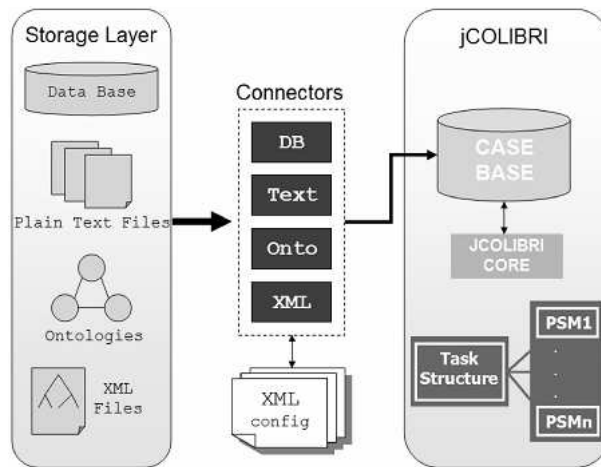 Storage Layer
Data Base
Plain Text Files
Ontologies
XML
Files
Connectors
DB
Text
Onto
XML
XML
config
jCOLIBRI
CASE
BASE
JCOLIBRI
CORE
Task
Structure
PSM1
.
.
.
PSMn